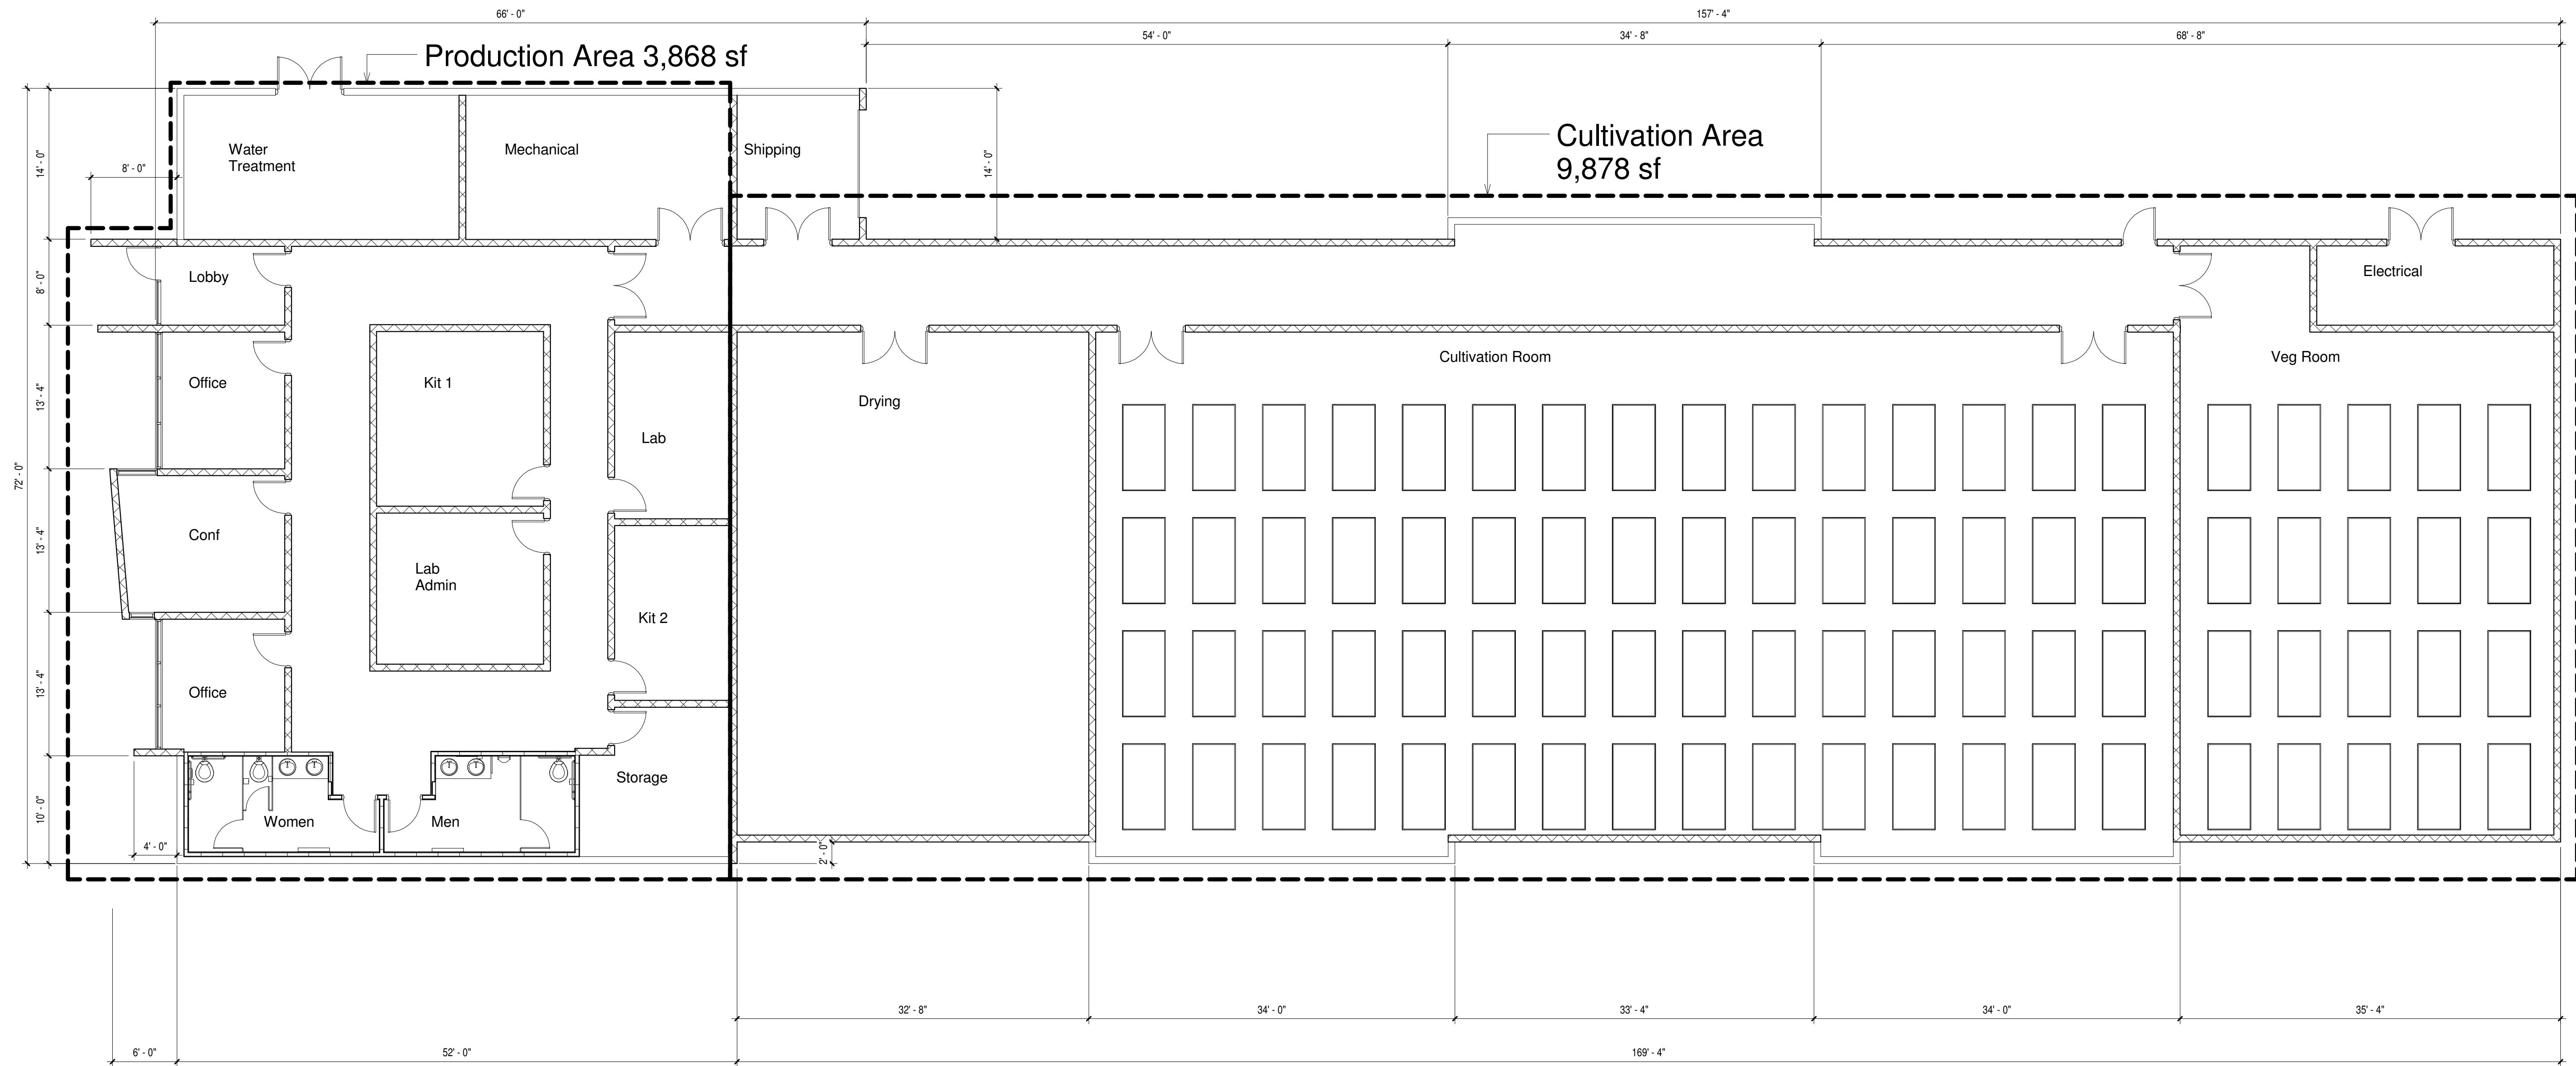 66' - 0"
157' - 4"
54' - 0"
34' - 8"
68' - 8"
Production Area 3,868 sf
Cultivation Area
9,878 sf
Water
Treatment
Mechanical
Shipping
14' - 0"
14' - 0"
8' - 0"
Lobby
Electrical
8' - 0"
Cultivation Room
Veg Room
Office
Kit 1
Drying
13' - 4"
Lab
72' - 0"
Conf
13' - 4"
Lab
Admin
Kit 2
Office
13' - 4"
Storage
Women
Men
10' - 0"
4' - 0"
2' - 0"
32' - 8"
34' - 0"
33' - 4"
34' - 0"
35' - 4"
6' - 0"
52' - 0"
169' - 4"